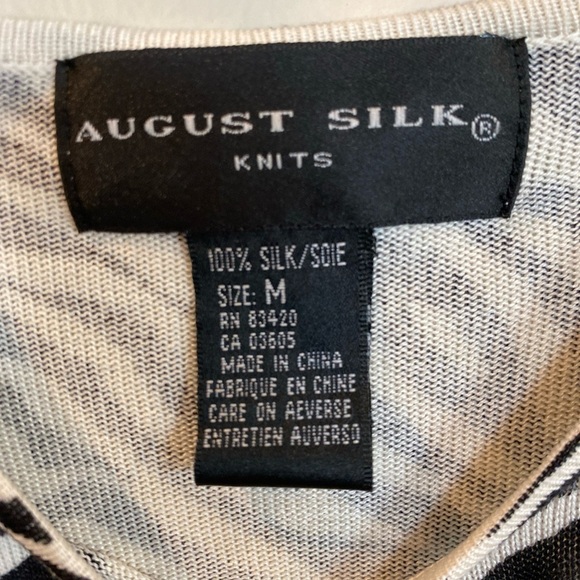 AUGUST SILK®
KNITS
100% SILK/SOIE
SIZE: M
RN 83420
CA 03605
MADE IN CHINA
FABRIQUE EN CHINE
CARE ON AEVERSE
ENTRETIEN AUVERSO